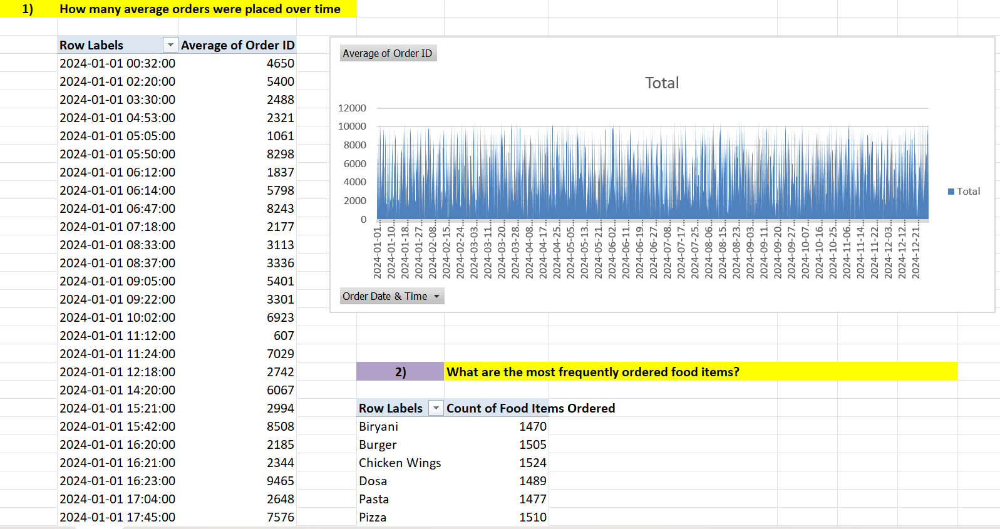 1) How many average orders were placed over time
Row Labels Average of Order ID
2024-01-01 00:32:00 4650
2024-01-01 02:20:00 5400
2024-01-01 03:30:00 2488
2024-01-01 04:53:00 2321
2024-01-01 05:05:00 1061
2024-01-01 05:50:00 8298
2024-01-01 06:12:00 1837
2024-01-01 06:14:00 5798
2024-01-01 06:47:00 8243
2024-01-01 07:18:00 2177
2024-01-01 08:33:00 3113
2024-01-01 08:37:00 3336
2024-01-01 09:05:00 5401
2024-01-01 09:22:00 3301
2024-01-01 10:02:00 6923
2024-01-01 11:12:00 607
2024-01-01 11:24:00 7029
2024-01-01 12:18:00 2742
2024-01-01 14:20:00 6067
2024-01-01 15:21:00 2994
2024-01-01 15:42:00 8508
2024-01-01 16:20:00 2185
2024-01-01 16:21:00 2344
2024-01-01 16:23:00 9465
2024-01-01 17:04:00 2648
2024-01-01 17:45:00 7576
Average of Order ID
Total
12000
10000
8000
6000
4000
2000
0
Total
2024-01-01...
2024-01-10...
2024-01-18...
2024-01-27...
2024-02-08...
2024-02-15...
2024-02-24...
2024-03-03...
2024-03-11...
2024-03-20...
2024-03-28...
2024-04-08...
2024-04-17...
2024-04-25...
2024-05-05...
2024-05-13...
2024-05-21...
2024-06-02...
2024-06-11...
2024-06-19...
2024-06-27...
2024-07-08...
2024-07-17...
2024-07-25...
2024-08-06...
2024-08-15...
2024-08-23...
2024-09-03...
2024-09-11...
2024-09-20...
2024-09-27...
2024-10-07...
2024-10-16...
2024-10-25...
2024-11-06...
2024-11-14...
2024-11-22...
2024-12-03...
2024-12-12...
2024-12-21...
Order Date & Time
2) What are the most frequently ordered food items?
Row Labels Count of Food Items Ordered
Biryani 1470
Burger 1505
Chicken Wings 1524
Dosa 1489
Pasta 1477
Pizza 1510